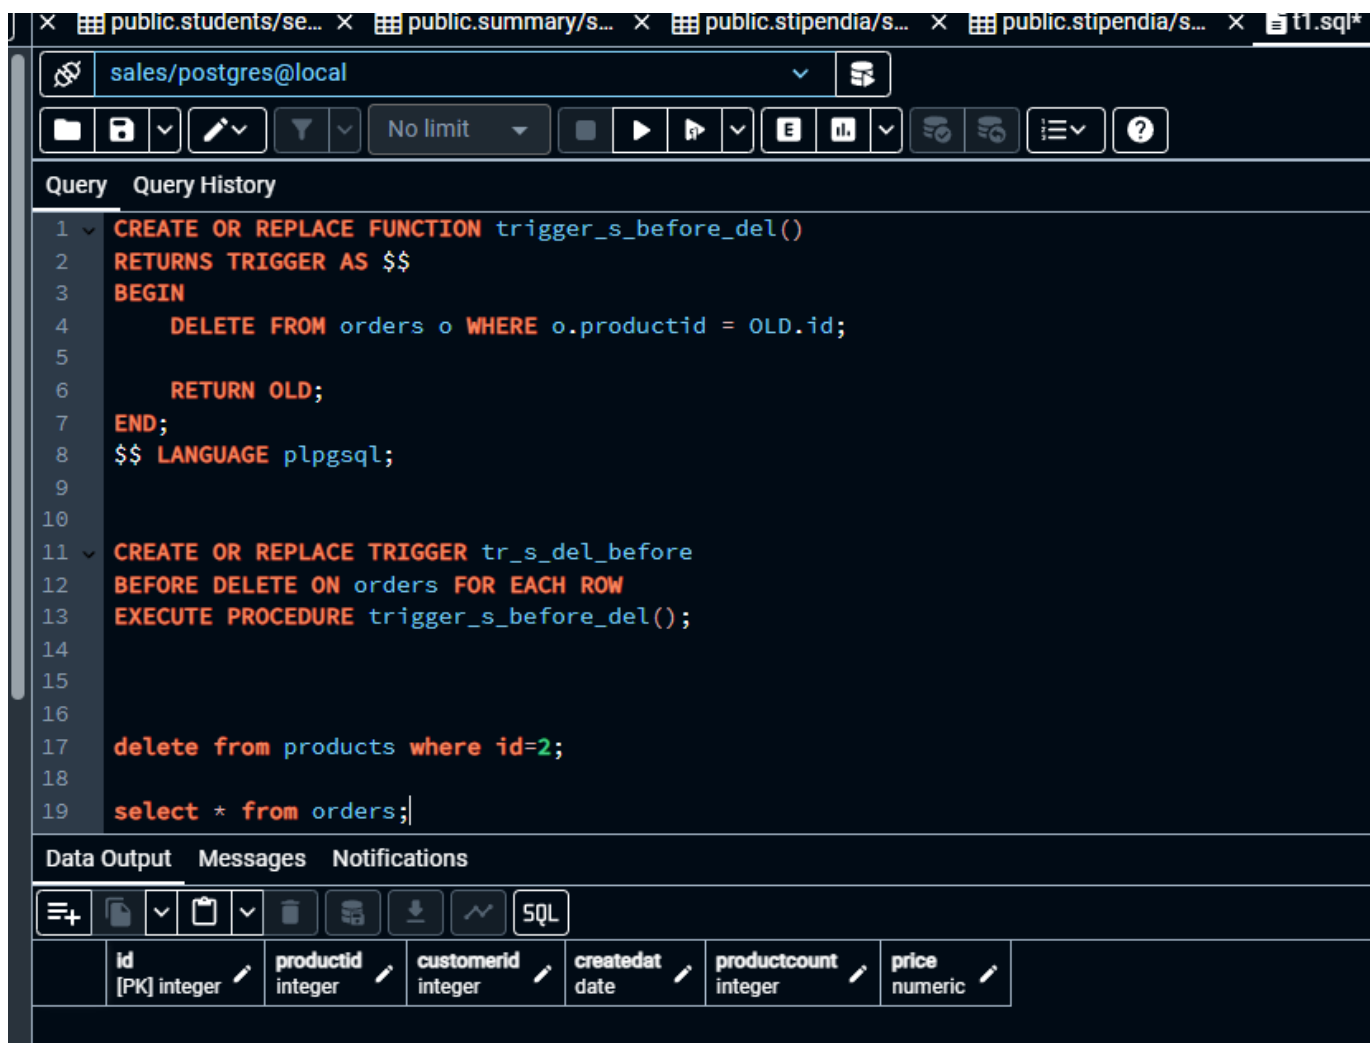 public.students/se...
public.summary/s...
public.stipendia/s...
public.stipendia/s...
t1.sql*
sales/postgres@local
No limit
E
SQL
Query Query History
1 CREATE OR REPLACE FUNCTION trigger_s_before_del()
2 RETURNS TRIGGER AS $$
3 BEGIN
4 DELETE FROM orders o WHERE o.productid = OLD.id;
5
6 RETURN OLD;
7 END;
8 $$ LANGUAGE plpgsql;
9
10
11 CREATE OR REPLACE TRIGGER tr_s_del_before
12 BEFORE DELETE ON orders FOR EACH ROW
13 EXECUTE PROCEDURE trigger_s_before_del();
14
15
16
17 delete from products where id=2;
18
19 select * from orders;
Data Output Messages Notifications
id productid customerid createdat productcount price
[PK] integer integer integer date integer numeric